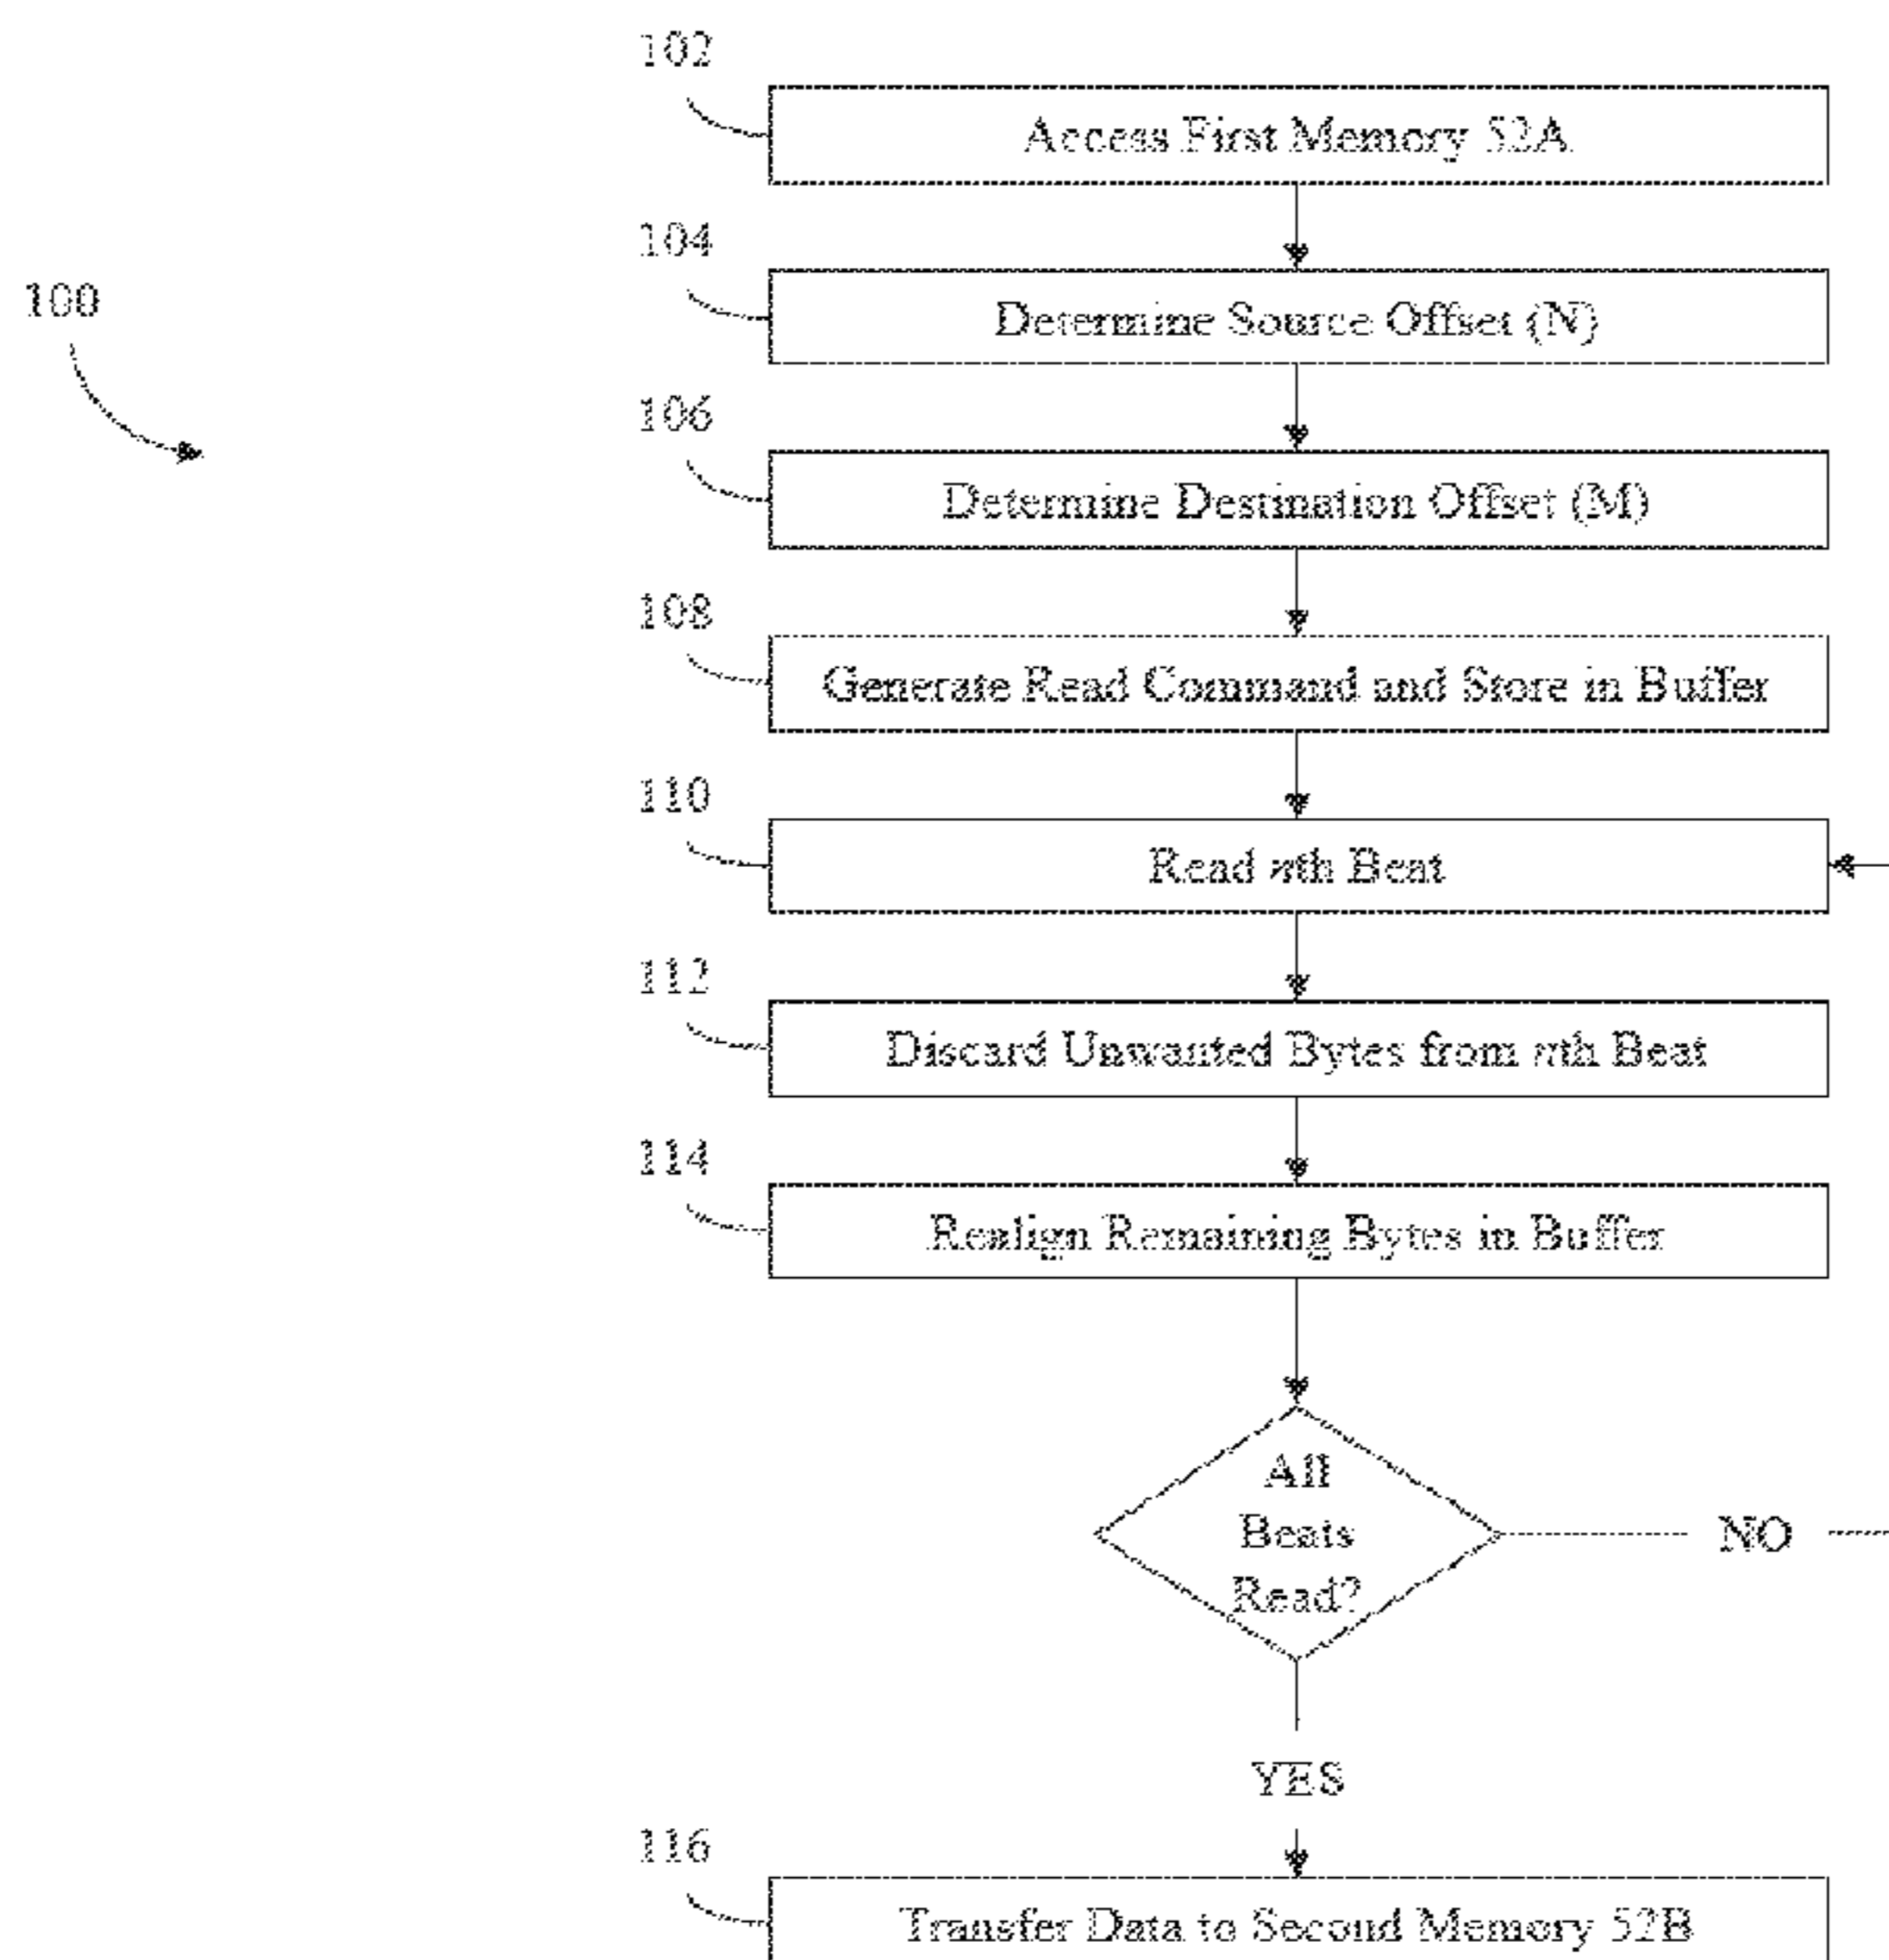 102
Access First Memory 52A
104
100
Determine Source Offset (N)
106
Determine Destination Offset (M)
108
Generate Read Command and Store in Buffer
110
Read nth Beat
112
Discard Unwanted Bytes from nth Beat
114
Realign Remaining Bytes in Buffer
All
Beats
Read?
NO
YES
116
Transfer Data to Second Memory 52B